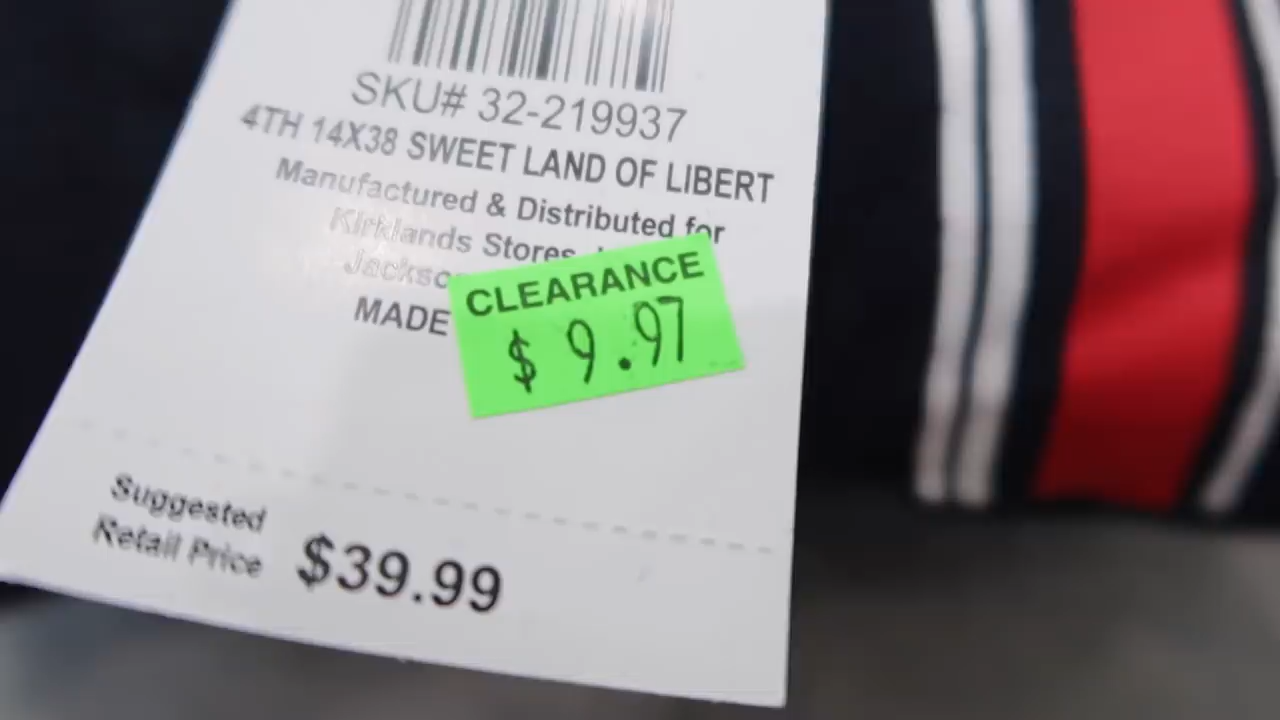 SKU# 32-219937
4TH 14X38 SWEET LAND OF LIBERT
Manufactured & Distributed for
Kirklands Stores
MADE
CLEARANCE
$ 9.97
Suggested
Retail Price $39.99